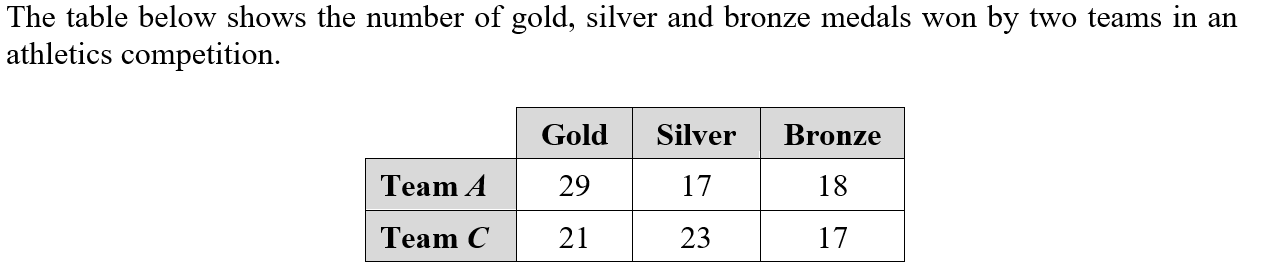 The table below shows the number of gold, silver and bronze medals won by two teams in an
athletics competition.
Gold Silver Bronze
Team A 29 17 18
Team C 21 23 17